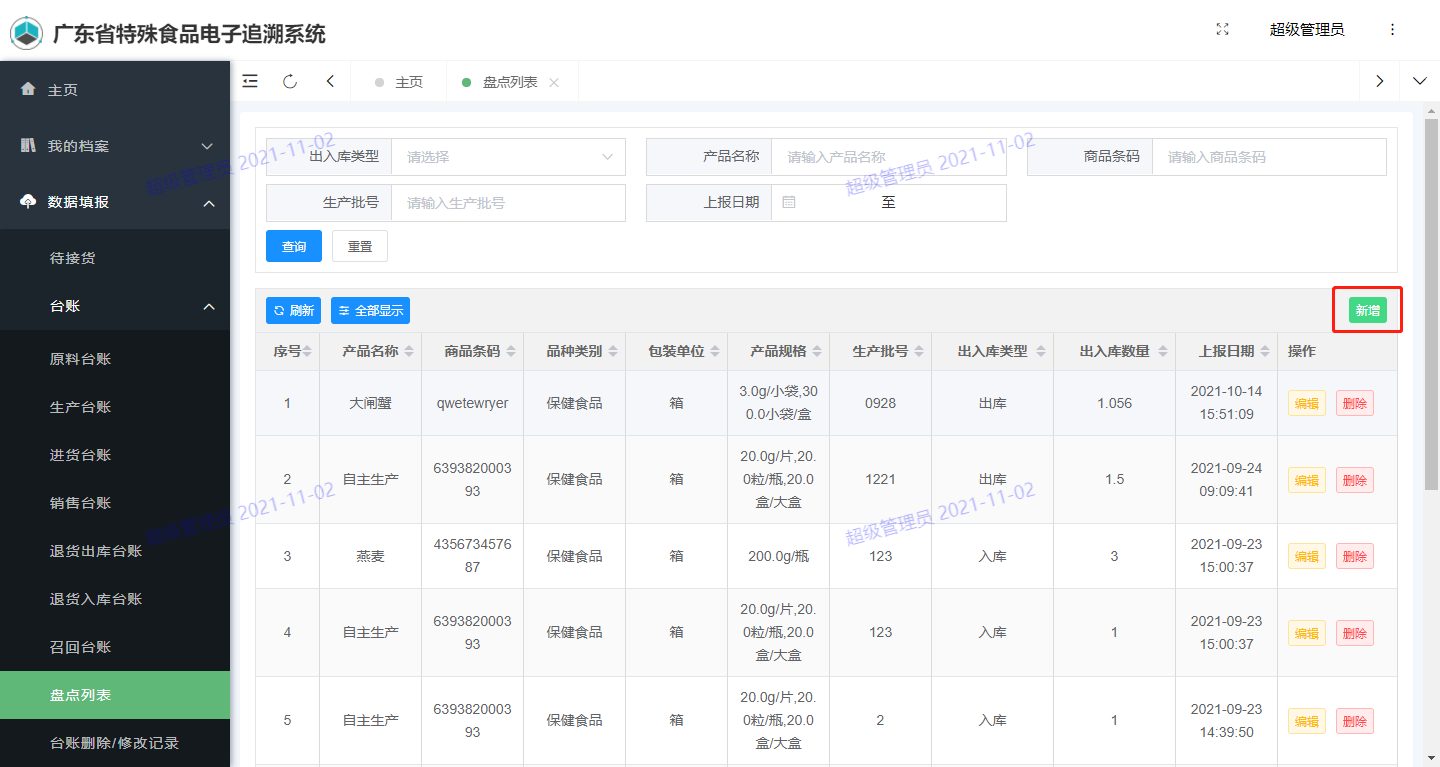 广东省特殊食品电子追溯系统
超级管理员
主页
我的档案
数据填报
待接货
台账
原料台账
生产台账
进货台账
销售台账
退货出库台账
退货入库台账
召回台账
盘点列表
台账删除/修改记录
主页
盘点列表
出入库类型 请选择
产品名称 请输入产品名称
商品条码 请输入商品条码
生产批号 请输入生产批号
上报日期 至
查询 重置
超级管理员 2021-11-02
超级管理员 2021-11-02
刷新 全部显示 新增
序号 产品名称 商品条码 品种类别 包装单位 产品规格 生产批号 出入库类型 出入库数量 上报日期 操作
1 大闸蟹 qwetewryer 保健食品 箱 3.0g/小袋,30
0.0小袋/盒 0928 出库 1.056 2021-10-14
15:51:09 编辑 删除
2 自主生产 6393820003
93 保健食品 箱 20.0g/片,20.
0粒/瓶,20.0
盒/大盒 1221 出库 1.5 2021-09-24
09:09:41 编辑 删除
超级管理员 2021-11-02
超级管理员 2021-11-02
3 燕麦 4356734576
87 保健食品 箱 200.0g/瓶 123 入库 3 2021-09-23
15:00:37 编辑 删除
4 自主生产 6393820003
93 保健食品 箱 20.0g/片,20.
0粒/瓶,20.0
盒/大盒 123 入库 1 2021-09-23
15:00:37 编辑 删除
5 自主生产 6393820003
93 保健食品 箱 20.0g/片,20.
0粒/瓶,20.0
盒/大盒 2 入库 1 2021-09-23
14:39:50 编辑 删除